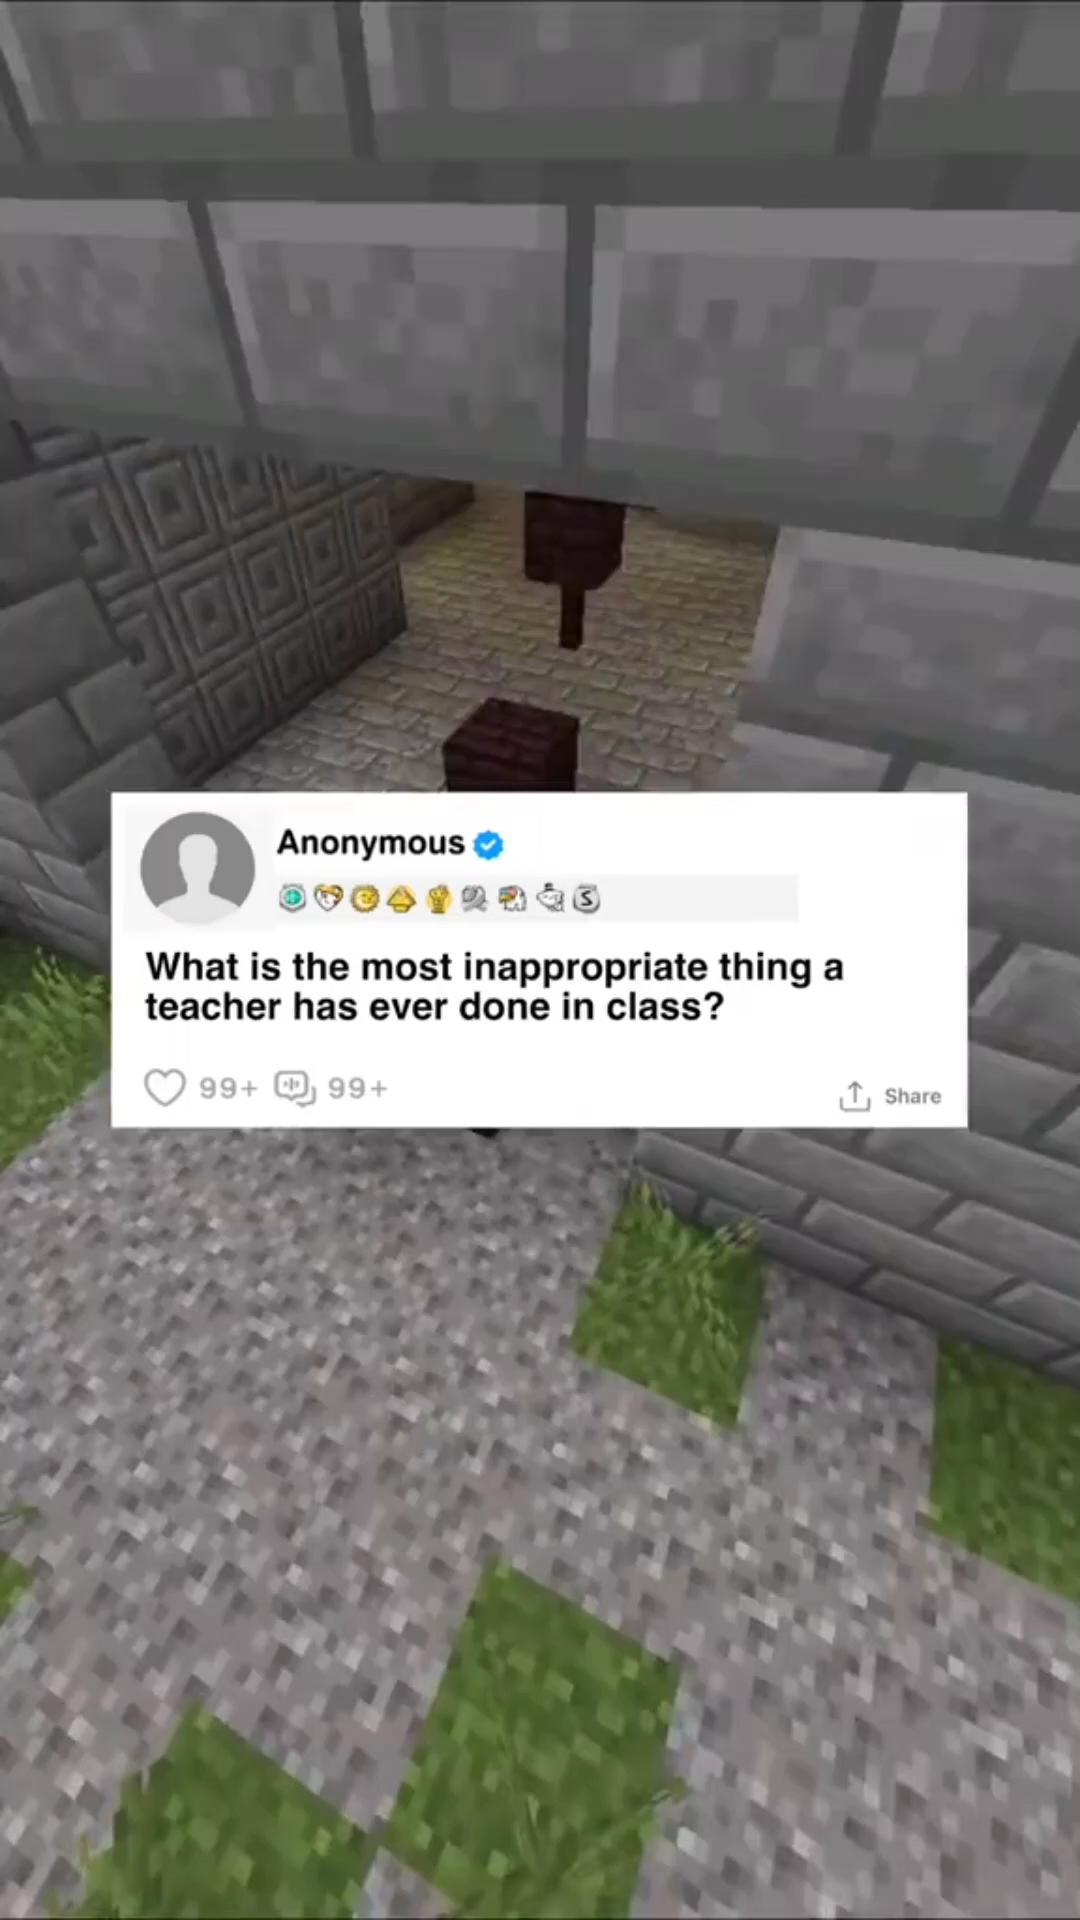 Anonymous
What is the most inappropriate thing a
teacher has ever done in class?
99+ 99+ Share